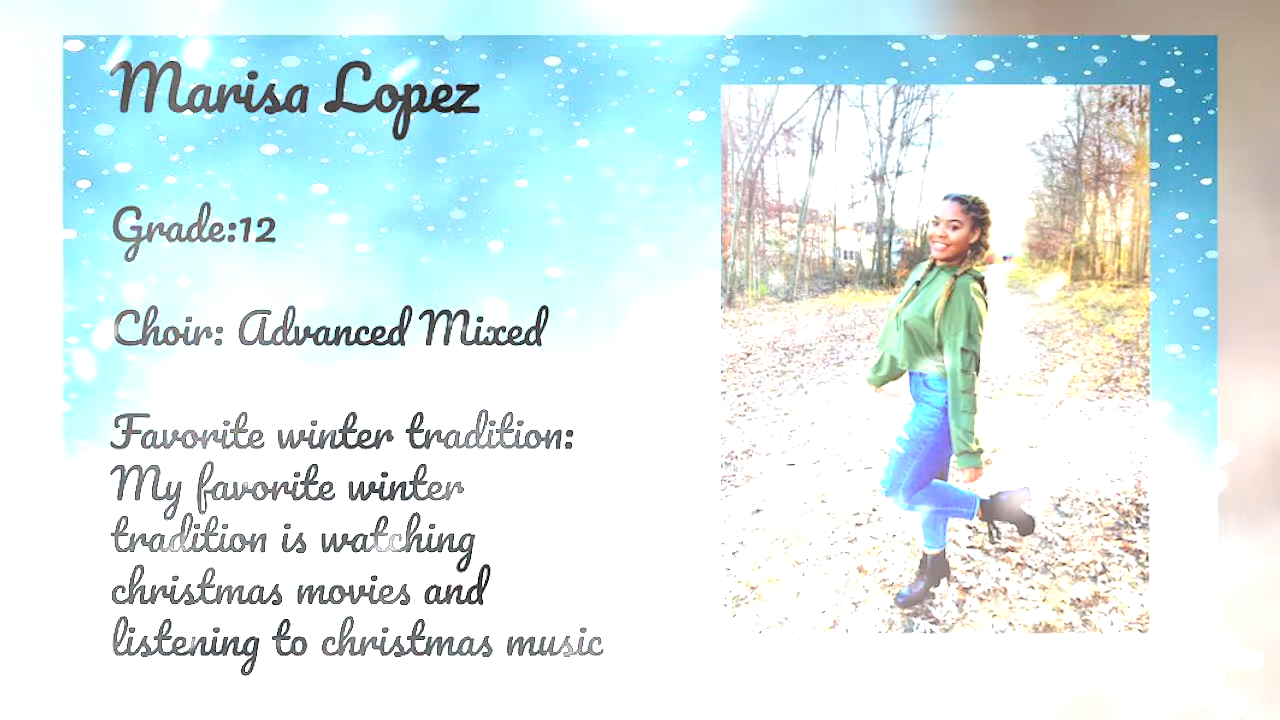 Marisa Lopez
Grade:12
Choir: Advanced Mixed
Favorite winter tradition:
My favorite winter
tradition is watching
christmas movies and
listening to christmas music